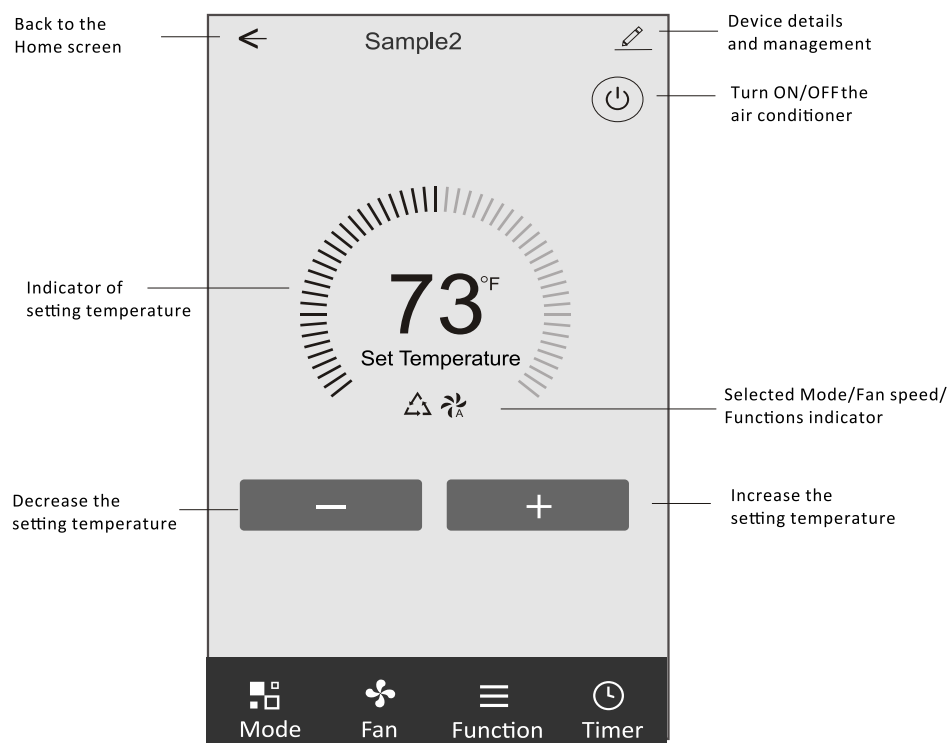 Back to the
Home screen
Sample2
Device details
and management
Turn ON/OFF the
air conditioner
Indicator of
setting temperature
73°F
Set Temperature
A
Selected Mode/Fan speed/
Functions indicator
Decrease the
setting temperature
—
+
Increase the
setting temperature
Mode
Fan
Function
Timer